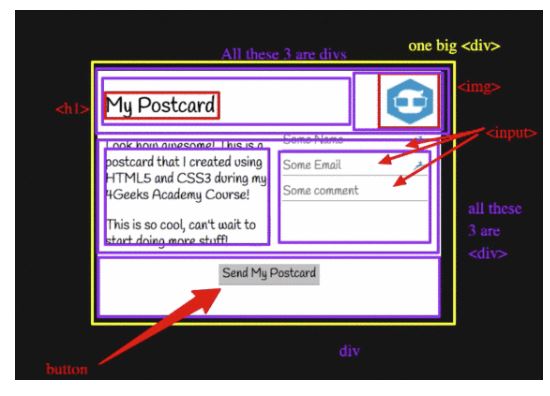 All these 3 are divs
one big <div>
<h1>
My Postcard
<img>
<input>
Look how awesome! This is a
postcard that I created using
HTML5 and CSS3 during my
4Geeks Academy Course!
This is so cool, can't wait to
start doing more stuff!
Some Name
Some Email
Some comment
all these
3 are
<div>
Send My Postcard
button
div